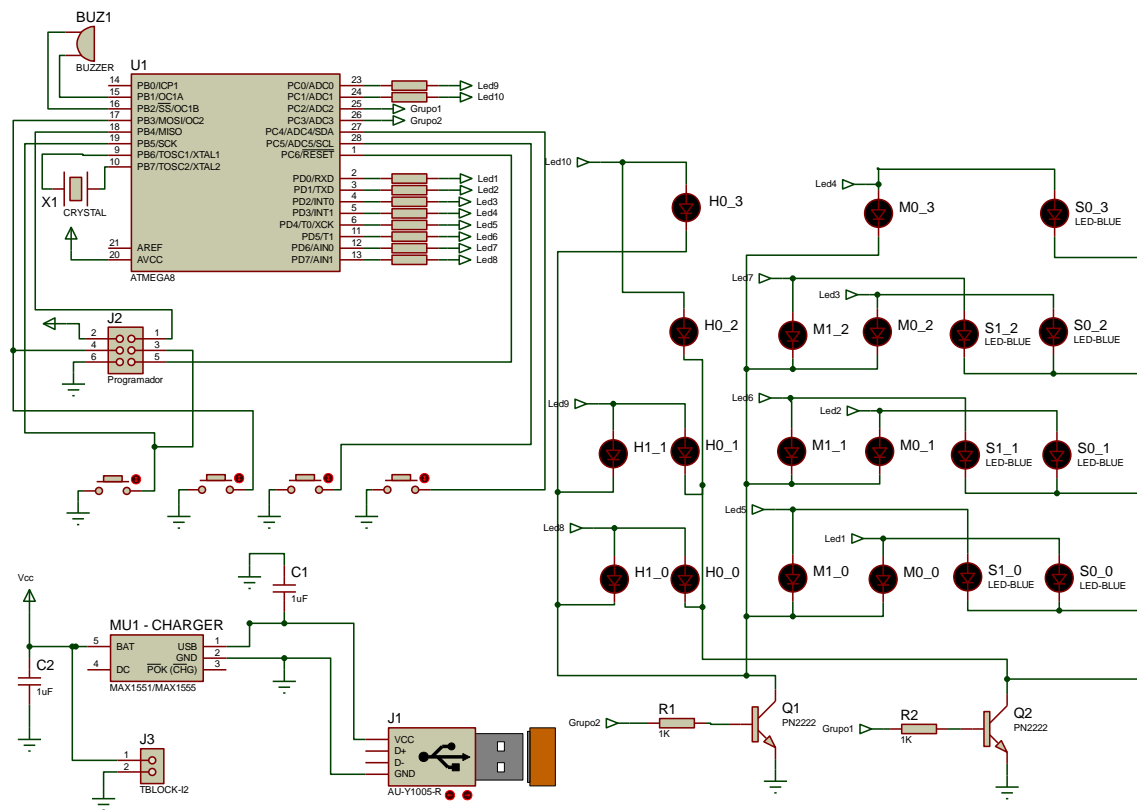 BUZ1
BUZZER
U1
14 PB0/ICP1
15 PB1/OC1A
16 PB2/SS/OC1B
17 PB3/MOSI/OC2
18 PB4/MISO
19 PB5/SCK
9 PB6/TOSC1/XTAL1
10 PB7/TOSC2/XTAL2
21 AREF
20 AVCC
PC0/ADC0 23 Led9
PC1/ADC1 24 Led10
PC2/ADC2 25 Grupo1
PC3/ADC3 26 Grupo2
PC4/ADC4/SDA 27
PC5/ADC5/SCL 28
PC6/RESET 1
PD0/RXD 2 Led1
PD1/TXD 3 Led2
PD2/INT0 4 Led3
PD3/INT1 5 Led4
PD4/T0/XCK 6 Led5
PD5/T1 11 Led6
PD6/AIN0 12 Led7
PD7/AIN1 13 Led8
ATMEGA8
X1
CRYSTAL
J2
2 1
4 3
6 5
Programador
Led10
H0_3
Led4
M0_3
S0_3
LED-BLUE
Led7
Led3
H0_2
M1_2
M0_2
S1_2
LED-BLUE
S0_2
LED-BLUE
Led9
Led6
Led2
H1_1
H0_1
M1_1
M0_1
S1_1
LED-BLUE
S0_1
LED-BLUE
Led8
Led5
Led1
H1_0
H0_0
M1_0
M0_0
S1_0
LED-BLUE
S0_0
LED-BLUE
Vcc
C1
1uF
C2
1uF
MU1 - CHARGER
5 BAT
4 DC
USB 1
GND 2
POK (CHG) 3
MAX1551/MAX1555
J3
1
2
TBLOCK-I2
J1
VCC
D+
D-
GND
AU-Y1005-R
Grupo2
R1
1K
Q1
PN2222
Grupo1
R2
1K
Q2
PN2222